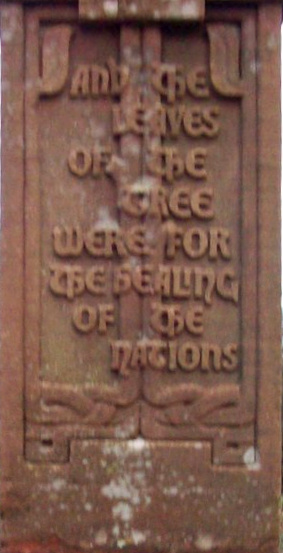 AND THE
LEAVES
OF THE
TREE
WERE FOR
THE HEALING
OF THE
NATIONS